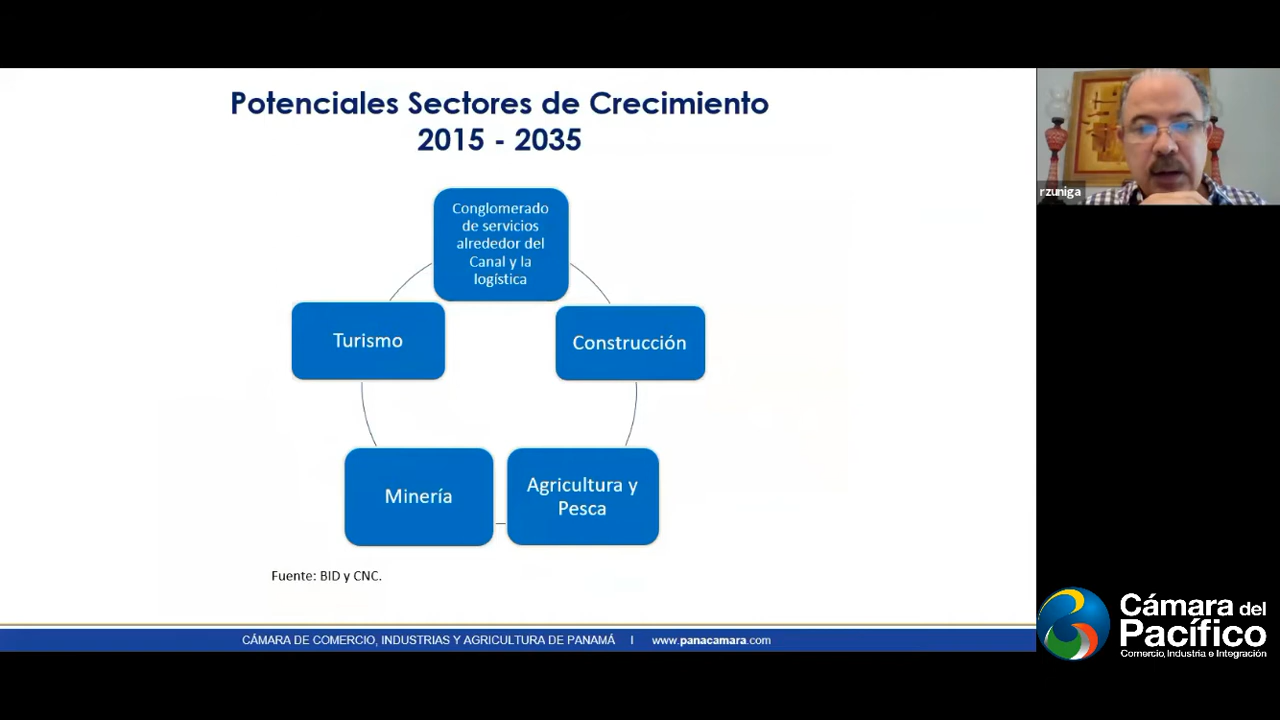 Potenciales Sectores de Crecimiento
2015 - 2035
Conglomerado
de servicios
alrededor del
Canal y la
logística
Turismo
Construcción
Minería
Agricultura y
Pesca
Fuente: BID y CNC.
CÁMARA DE COMERCIO, INDUSTRIAS Y AGRICULTURA DE PANAMÁ | www.panacamara.com
rzuniga
Cámara del
Pacífico
Comercio, Industria e Integración